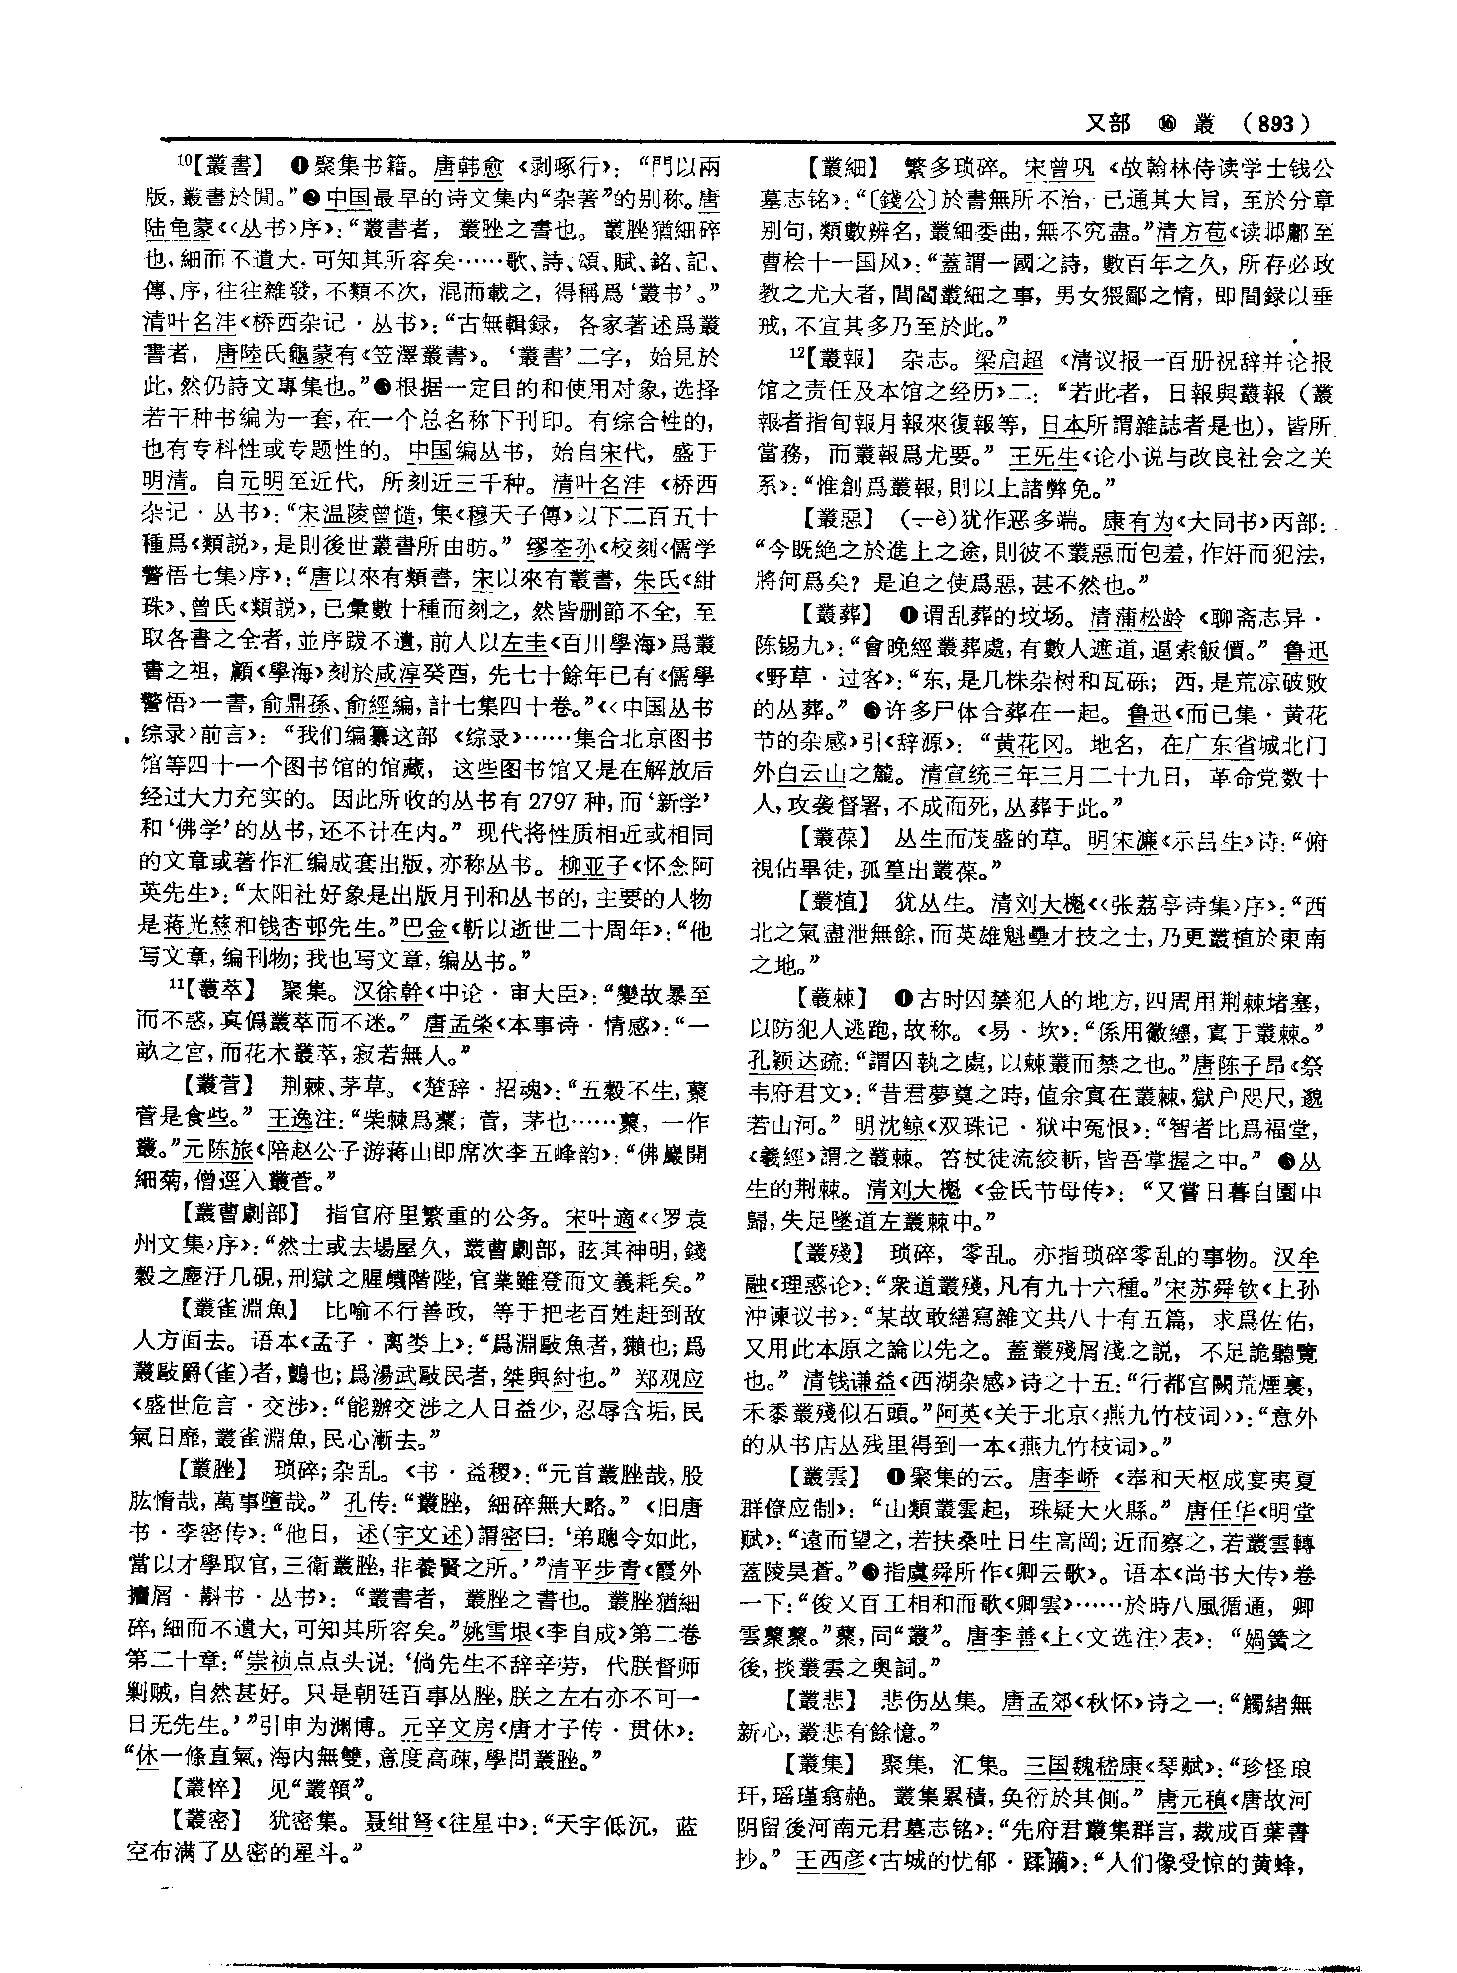 又部 ⑯ 叢 (893)
10【叢書】 ❶聚集书籍。唐韩愈《剥啄行》：“門以兩
版，叢書於閒。”❷中国最早的诗文集内“杂著”的别称。唐
陆龟蒙《〈丛书〉序》：“叢書者，叢脞之書也。叢脞猶細碎
也，細而不遺大，可知其所容矣……歌、詩、頌、賦、銘、記、
傳、序，往往雜發，不類不次，混而載之，得稱爲‘叢书’。”
清叶名沣《桥西杂记·丛书》：“古無輯録，各家著述爲叢
書者，唐陸氏龜蒙有《笠澤叢書》。‘叢書’二字，始見於
此，然仍詩文專集也。”❸根据一定目的和使用对象，选择
若干种书编为一套，在一个总名称下刊印。有综合性的，
也有专科性或专题性的。中国编丛书，始自宋代，盛于
明清。自元明至近代，所刻近三千种。清叶名沣《桥西
杂记·丛书》：“宋温陵曾慥，集《穆天子傳》以下二百五十
種爲《類説》，是則後世叢書所由昉。”缪荃孙《校刻〈儒学
警悟七集〉序》：“唐以來有類書，宋以來有叢書，朱氏《紺
珠》、曾氏《類説》，已彙數十種而刻之，然皆删節不全，至
取各書之全者，並序跋不遺，前人以左圭《百川學海》爲叢
書之祖，顧《學海》刻於咸淳癸酉，先七十餘年已有《儒學
警悟》一書，俞鼎孫、俞經編，計七集四十卷。”《〈中国丛书
综录〉前言》：“我们编纂这部《综录》……集合北京图书
馆等四十一个图书馆的馆藏，这些图书馆又是在解放后
经过大力充实的。因此所收的丛书有2797种，而‘新学’
和‘佛学’的丛书，还不计在内。”现代将性质相近或相同
的文章或著作汇编成套出版，亦称丛书。柳亚子《怀念阿
英先生》：“太阳社好象是出版月刊和丛书的，主要的人物
是蒋光慈和钱杏邨先生。”巴金《靳以逝世二十周年》：“他
写文章，编刊物；我也写文章，编丛书。”
11【叢萃】 聚集。汉徐幹《中论·审大臣》：“變故暴至
而不惑，真僞叢萃而不迷。”唐孟棨《本事诗·情感》：“一
畝之宫，而花木叢萃，寂若無人。”
【叢菅】 荆棘、茅草。《楚辞·招魂》：“五穀不生，藂
菅是食些。”王逸注：“柴棘爲藂；菅，茅也……藂，一作
叢。”元陈旅《陪赵公子游蒋山即席次李五峰韵》：“佛巖開
細菊，僧逕入叢菅。”
【叢曹劇部】 指官府里繁重的公务。宋叶適《〈罗袁
州文集〉序》：“然士或去場屋久，叢曹劇部，眩其神明，錢
穀之塵汙几硯，刑獄之腥蟣階陛，官業雖登而文義耗矣。”
【叢雀淵魚】 比喻不行善政，等于把老百姓赶到敌
人方面去。语本《孟子·离娄上》：“爲淵敺魚者，獺也；爲
叢敺爵(雀)者，鸇也；爲湯武敺民者，桀與紂也。”郑观应
《盛世危言·交涉》：“能辦交涉之人日益少，忍辱含垢，民
氣日靡，叢雀淵魚，民心漸去。”
【叢脞】 琐碎；杂乱。《书·益稷》：“元首叢脞哉，股
肱惰哉，萬事墮哉。”孔传：“叢脞，細碎無大略。”《旧唐
书·李密传》：“他日，述(宇文述)謂密曰：‘弟聰令如此，
當以才學取官，三衛叢脞，非養賢之所。’”清平步青《霞外
攟屑·斠书·丛书》：“叢書者，叢脞之書也。叢脞猶細
碎，細而不遺大，可知其所容矣。”姚雪垠《李自成》第二卷
第二十章：“崇祯点点头说：‘倘先生不辞辛劳，代朕督师
剿贼，自然甚好。只是朝廷百事丛脞，朕之左右亦不可一
日无先生。’”引申为渊博。元辛文房《唐才子传·贯休》：
“休一條直氣，海内無雙，意度高疎，學問叢脞。”
【叢悴】 见“叢顇”。
【叢密】 犹密集。聂绀弩《往星中》：“天宇低沉，蓝
空布满了丛密的星斗。”
【叢細】 繁多琐碎。宋曾巩《故翰林侍读学士钱公
墓志铭》：“〔錢公〕於書無所不治，已通其大旨，至於分章
别句，類數辨名，叢細委曲，無不究盡。”清方苞《读邶鄘至
曹桧十一国风》：“蓋謂一國之詩，數百年之久，所存必政
教之尤大者，閭閻叢細之事，男女猥鄙之情，即間録以垂
戒，不宜其多乃至於此。”
12【叢報】 杂志。梁启超《清议报一百册祝辞并论报
馆之责任及本馆之经历》二：“若此者，日報與叢報（叢
報者指旬報月報來復報等，日本所謂雜誌者是也），皆所
當務，而叢報爲尤要。”王旡生《论小说与改良社会之关
系》：“惟創爲叢報，則以上諸弊免。”
【叢惡】 (一è)犹作恶多端。康有为《大同书》丙部：
“今既絶之於進上之途，則彼不叢惡而包羞，作奸而犯法，
將何爲矣？是迫之使爲惡，甚不然也。”
【叢葬】 ❶谓乱葬的坟场。清蒲松龄《聊斋志异·
陈锡九》：“會晚經叢葬處，有數人遮道，逼索飯價。”鲁迅
《野草·过客》：“东，是几株杂树和瓦砾；西，是荒凉破败
的丛葬。”❷许多尸体合葬在一起。鲁迅《而已集·黄花
节的杂感》引《辞源》：“黄花冈。地名，在广东省城北门
外白云山之麓。清宣统三年三月二十九日，革命党数十
人，攻袭督署，不成而死，丛葬于此。”
【叢葆】 丛生而茂盛的草。明宋濂《示吕生》诗：“俯
視佔畢徒，孤篁出叢葆。”
【叢植】 犹丛生。清刘大櫆《〈张荔亭诗集〉序》：“西
北之氣盡泄無餘，而英雄魁壘才技之士，乃更叢植於東南
之地。”
【叢棘】 ❶古时囚禁犯人的地方，四周用荆棘堵塞，
以防犯人逃跑，故称。《易·坎》：“係用徽纆，寘于叢棘。”
孔颖达疏：“謂囚執之處，以棘叢而禁之也。”唐陈子昂《祭
韦府君文》：“昔君夢奠之時，值余寘在叢棘，獄户咫尺，邈
若山河。”明沈鲸《双珠记·狱中冤恨》：“智者比爲福堂，
《羲經》謂之叢棘。笞杖徒流絞斬，皆吾掌握之中。”❷丛
生的荆棘。清刘大櫆《金氏节母传》：“又嘗日暮自園中
歸，失足墜道左叢棘中。”
【叢殘】 琐碎，零乱。亦指琐碎零乱的事物。汉牟
融《理惑论》：“衆道叢殘，凡有九十六種。”宋苏舜钦《上孙
冲谏议书》：“某故敢繕寫雜文共八十有五篇，求爲佐佑，
又用此本原之論以先之。蓋叢殘屑淺之説，不足詭聽覽
也。”清钱谦益《西湖杂感》诗之十五：“行都宫闕荒煙裏，
禾黍叢殘似石頭。”阿英《关于北京〈燕九竹枝词〉》：“意外
的从书店丛残里得到一本《燕九竹枝词》。”
【叢雲】 ❶聚集的云。唐李峤《奉和天枢成宴夷夏
群僚应制》：“山類叢雲起，珠疑大火縣。”唐任华《明堂
赋》：“遠而望之，若扶桑吐日生高岡；近而察之，若叢雲轉
蓋陵昊蒼。”❷指虞舜所作《卿云歌》。语本《尚书大传》卷
一下：“俊乂百工相和而歌《卿雲》……於時八風循通，卿
雲藂藂。”藂，同“叢”。唐李善《上〈文选注〉表》：“媧簧之
後，掞叢雲之奥詞。”
【叢悲】 悲伤丛集。唐孟郊《秋怀》诗之一：“觸緒無
新心，叢悲有餘憶。”
【叢集】 聚集，汇集。三国魏嵇康《琴赋》：“珍怪琅
玕，瑶瑾翕赩。叢集累積，奂衍於其側。”唐元稹《唐故河
阴留後河南元君墓志铭》：“先府君叢集群言，裁成百葉書
抄。”王西彦《古城的忧郁·蹂躏》：“人们像受惊的黄蜂，